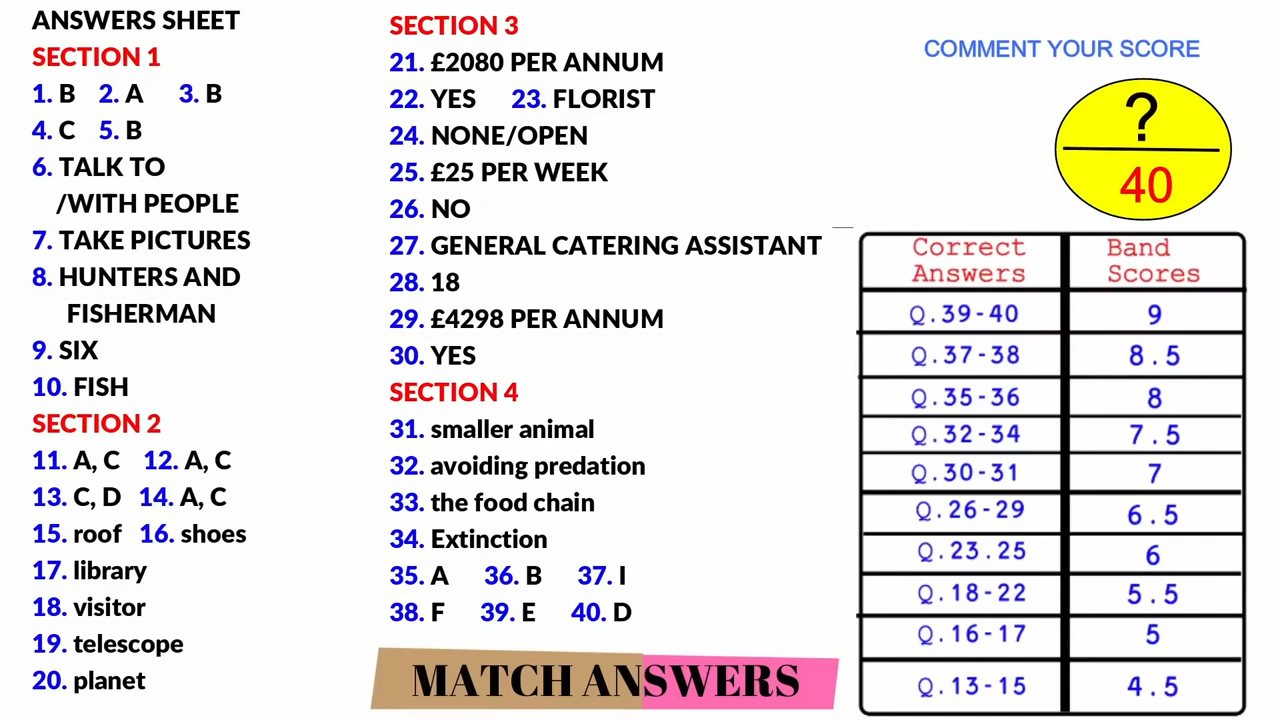 ANSWERS SHEET
SECTION 1
1. B 2. A 3. B
4. C 5. B
6. TALK TO
/WITH PEOPLE
7. TAKE PICTURES
8. HUNTERS AND
FISHERMAN
9. SIX
10. FISH
SECTION 2
11. A, C 12. A, C
13. C, D 14. A, C
15. roof 16. shoes
17. library
18. visitor
19. telescope
20. planet
SECTION 3
21. £2080 PER ANNUM
22. YES 23. FLORIST
24. NONE/OPEN
25. £25 PER WEEK
26. NO
27. GENERAL CATERING ASSISTANT
28. 18
29. £4298 PER ANNUM
30. YES
SECTION 4
31. smaller animal
32. avoiding predation
33. the food chain
34. Extinction
35. A 36. B 37. I
38. F 39. E 40. D
MATCH ANSWERS
COMMENT YOUR SCORE
?
40
Correct Answers Band Scores
Q.39-40 9
Q.37-38 8.5
Q.35-36 8
Q.32-34 7.5
Q.30-31 7
Q.26-29 6.5
Q.23.25 6
Q.18-22 5.5
Q.16-17 5
Q.13-15 4.5